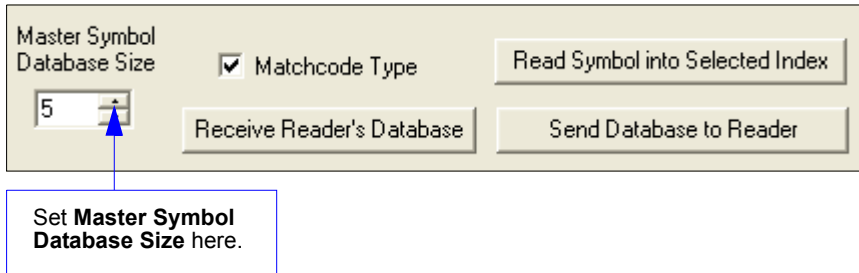 Master Symbol
Database Size
Matchcode Type
Read Symbol into Selected Index
5
Receive Reader's Database
Send Database to Reader
Set Master Symbol
Database Size here.